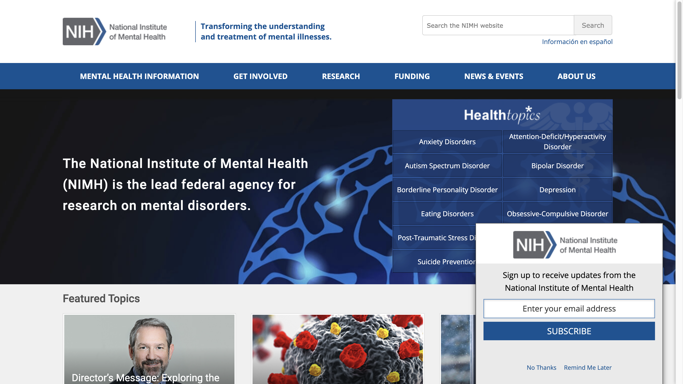 NIH
National Institute
of Mental Health
Transforming the understanding
and treatment of mental illnesses.
Search the NIMH website
Search
Información en español
MENTAL HEALTH INFORMATION
GET INVOLVED
RESEARCH
FUNDING
NEWS & EVENTS
ABOUT US
The National Institute of Mental Health
(NIMH) is the lead federal agency for
research on mental disorders.
Healthtopics
Anxiety Disorders
Attention-Deficit/Hyperactivity
Disorder
Autism Spectrum Disorder
Bipolar Disorder
Borderline Personality Disorder
Depression
Eating Disorders
Obsessive-Compulsive Disorder
Post-Traumatic Stress
Suicide Prevention
NIH
National Institute
of Mental Health
Sign up to receive updates from the
National Institute of Mental Health
Enter your email address
SUBSCRIBE
No Thanks
Remind Me Later
Featured Topics
Director's Message: Exploring the